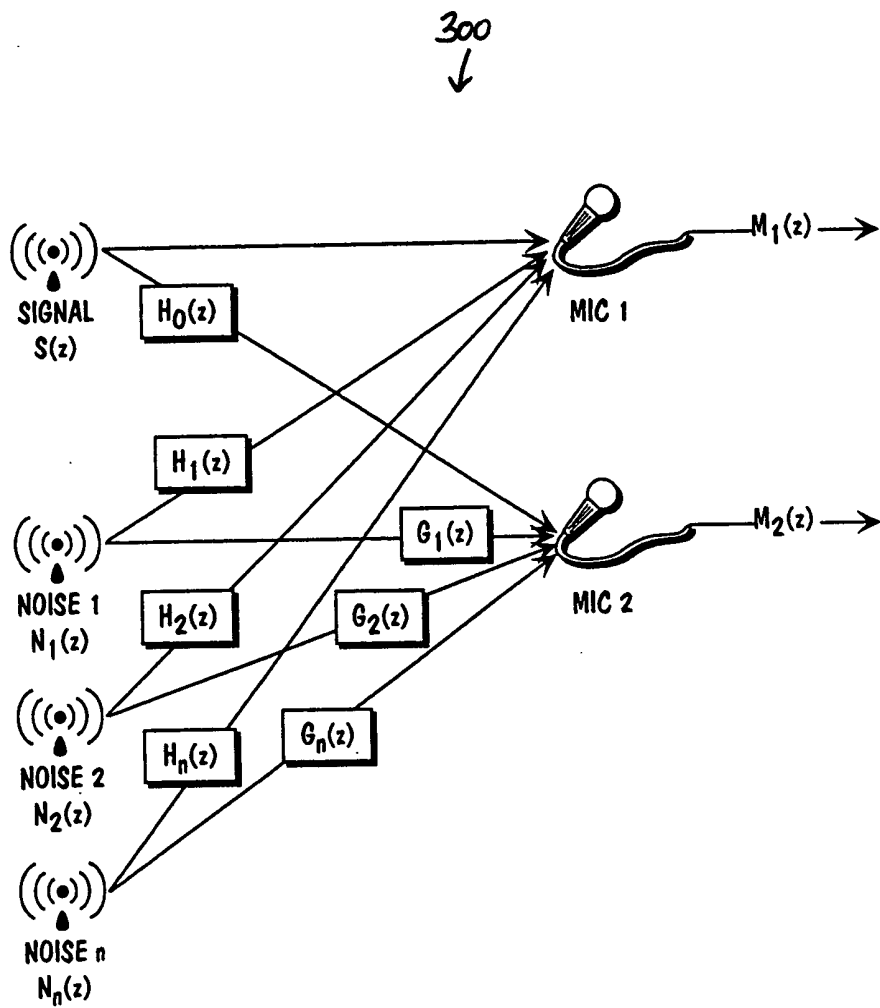 300
SIGNAL
S(z)
H0(z)
MIC 1
M1(z)
H1(z)
NOISE 1
N1(z)
G1(z)
MIC 2
M2(z)
H2(z)
G2(z)
NOISE 2
N2(z)
Hn(z)
Gn(z)
NOISE n
Nn(z)